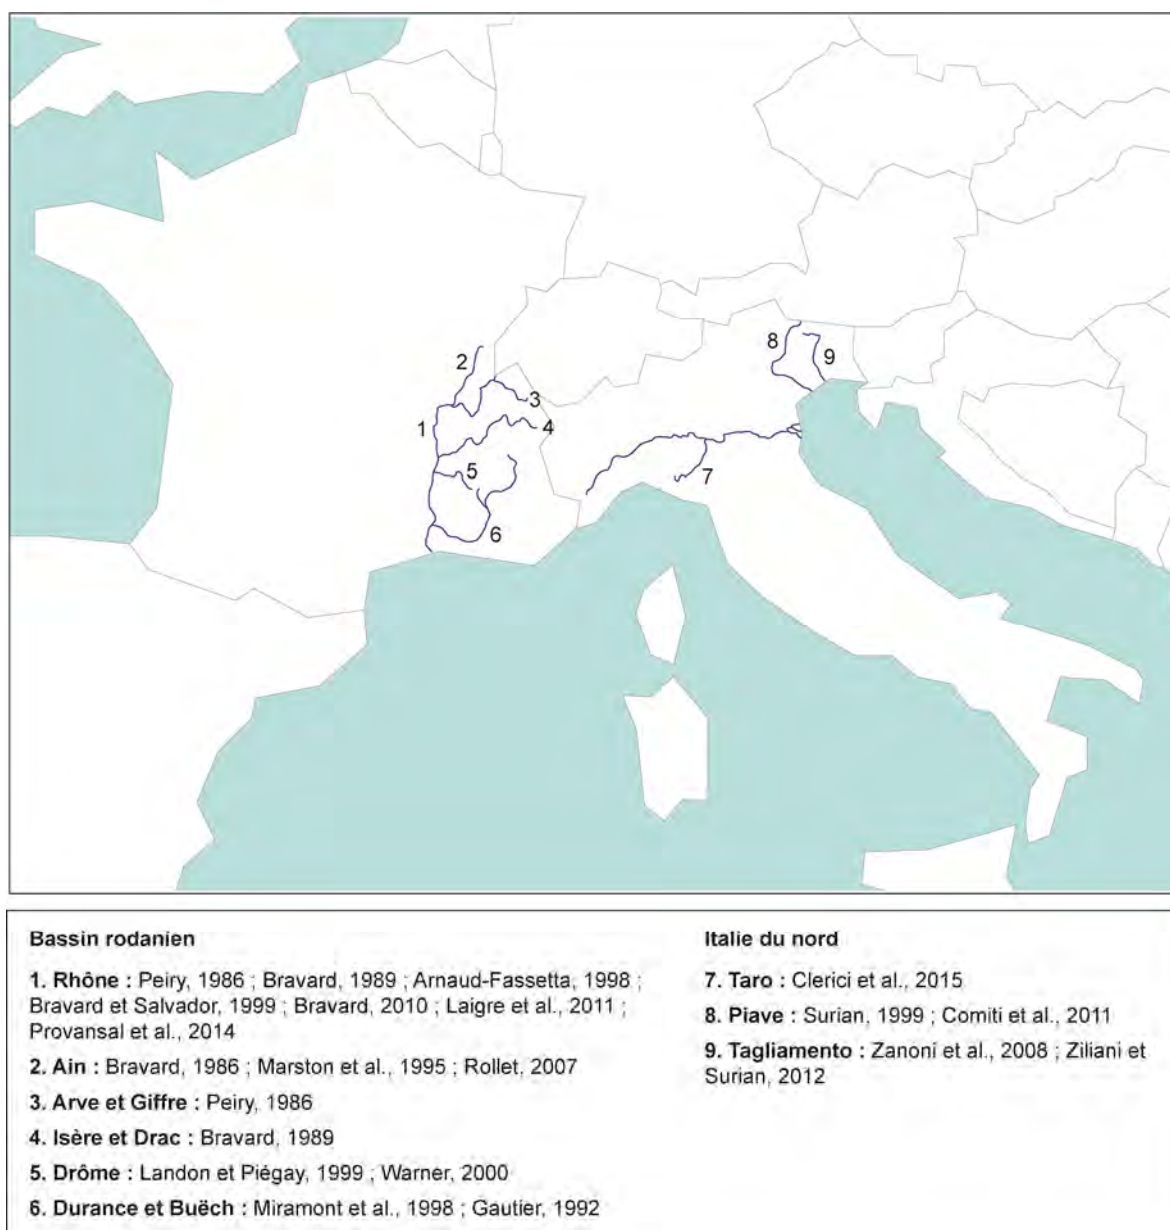 2
8
9
3
1
4
5
7
6
Bassin rodanien
1. Rhône : Peiry, 1986 ; Bravard, 1989 ; Arnaud-Fassetta, 1998 ;
Bravard et Salvador, 1999 ; Bravard, 2010 ; Laigre et al., 2011 ;
Provansal et al., 2014
2. Ain : Bravard, 1986 ; Marston et al., 1995 ; Rollet, 2007
3. Arve et Giffre : Peiry, 1986
4. Isère et Drac : Bravard, 1989
5. Drôme : Landon et Piégay, 1999 ; Warner, 2000
6. Durance et Buëch : Miramont et al., 1998 ; Gautier, 1992
Italie du nord
7. Taro : Clerici et al., 2015
8. Piave : Surian, 1999 ; Comiti et al., 2011
9. Tagliamento : Zanoni et al., 2008 ; Ziliani et
Surian, 2012